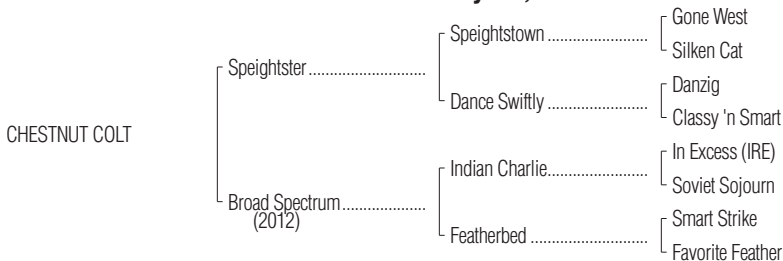 Gone West
Speightstown
Silken Cat
Speightster
Danzig
Dance Swiftly
Classy 'n Smart
CHESTNUT COLT
In Excess (IRE)
Indian Charlie
Soviet Sojourn
Broad Spectrum
(2012)
Smart Strike
Featherbed
Favorite Feather